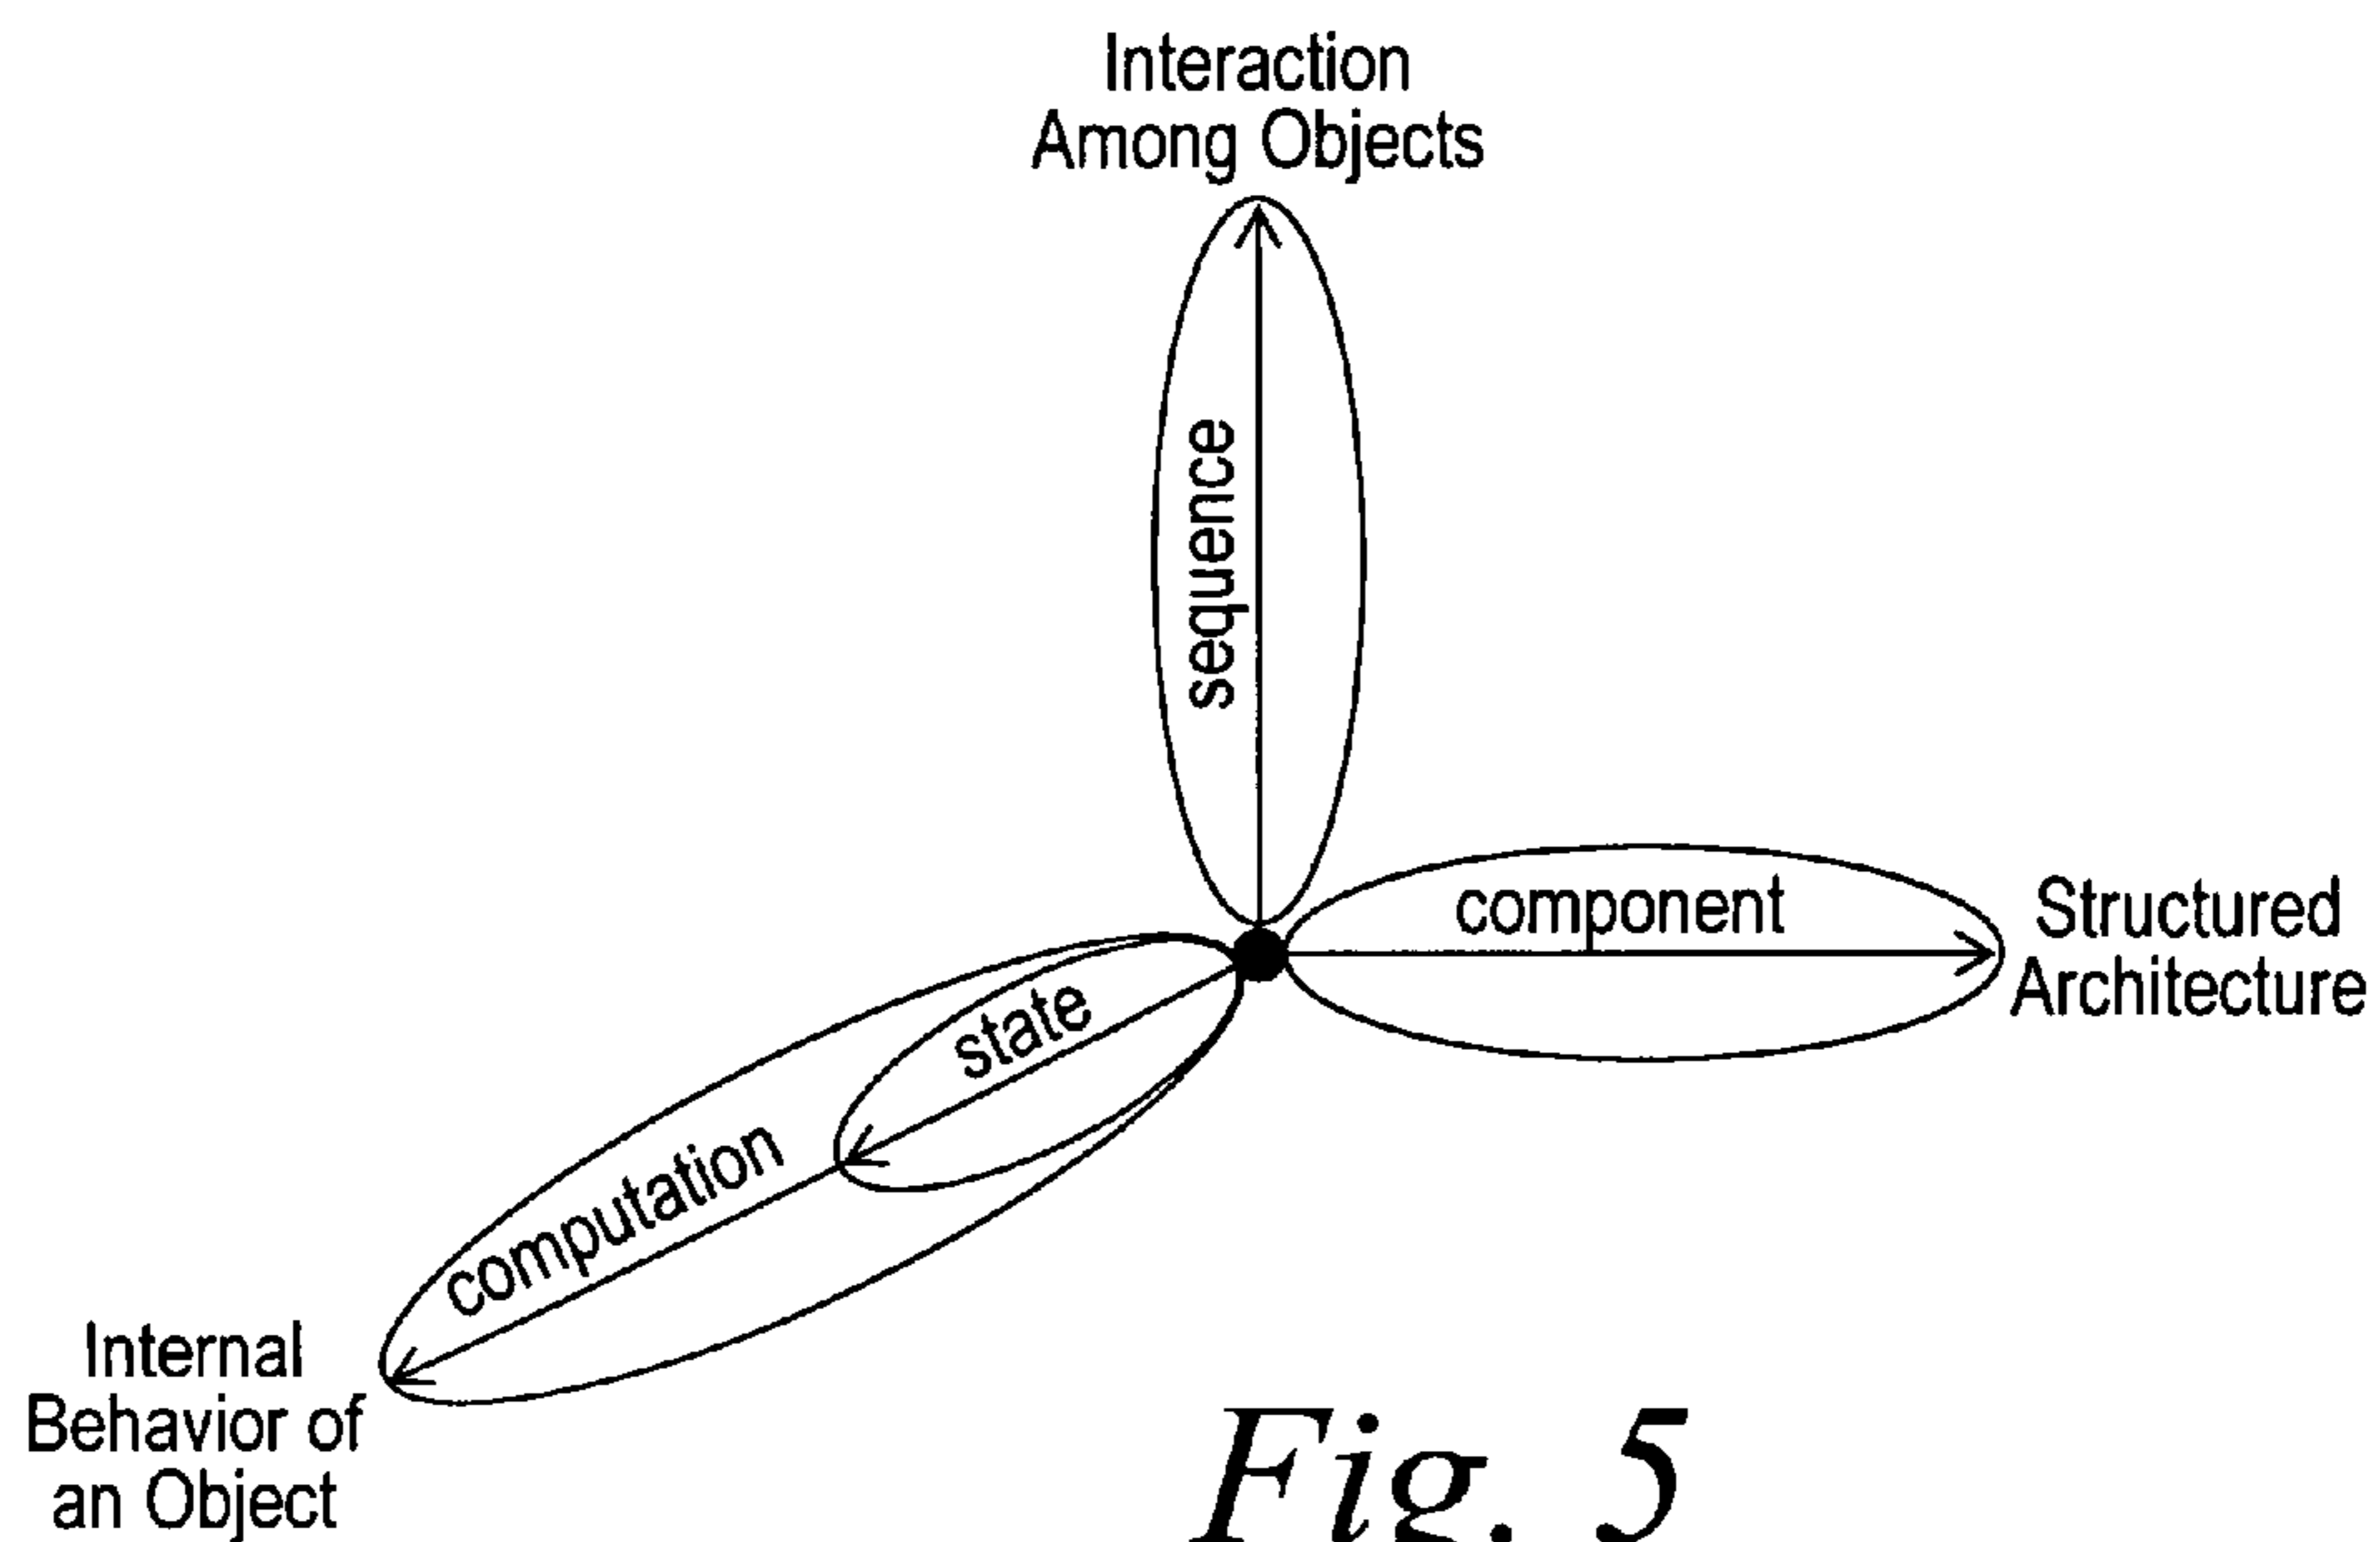 Interaction
Among Objects
sequence
component
Structured
Architecture
state
computation
Internal
Behavior of
an Object
Fig. 5